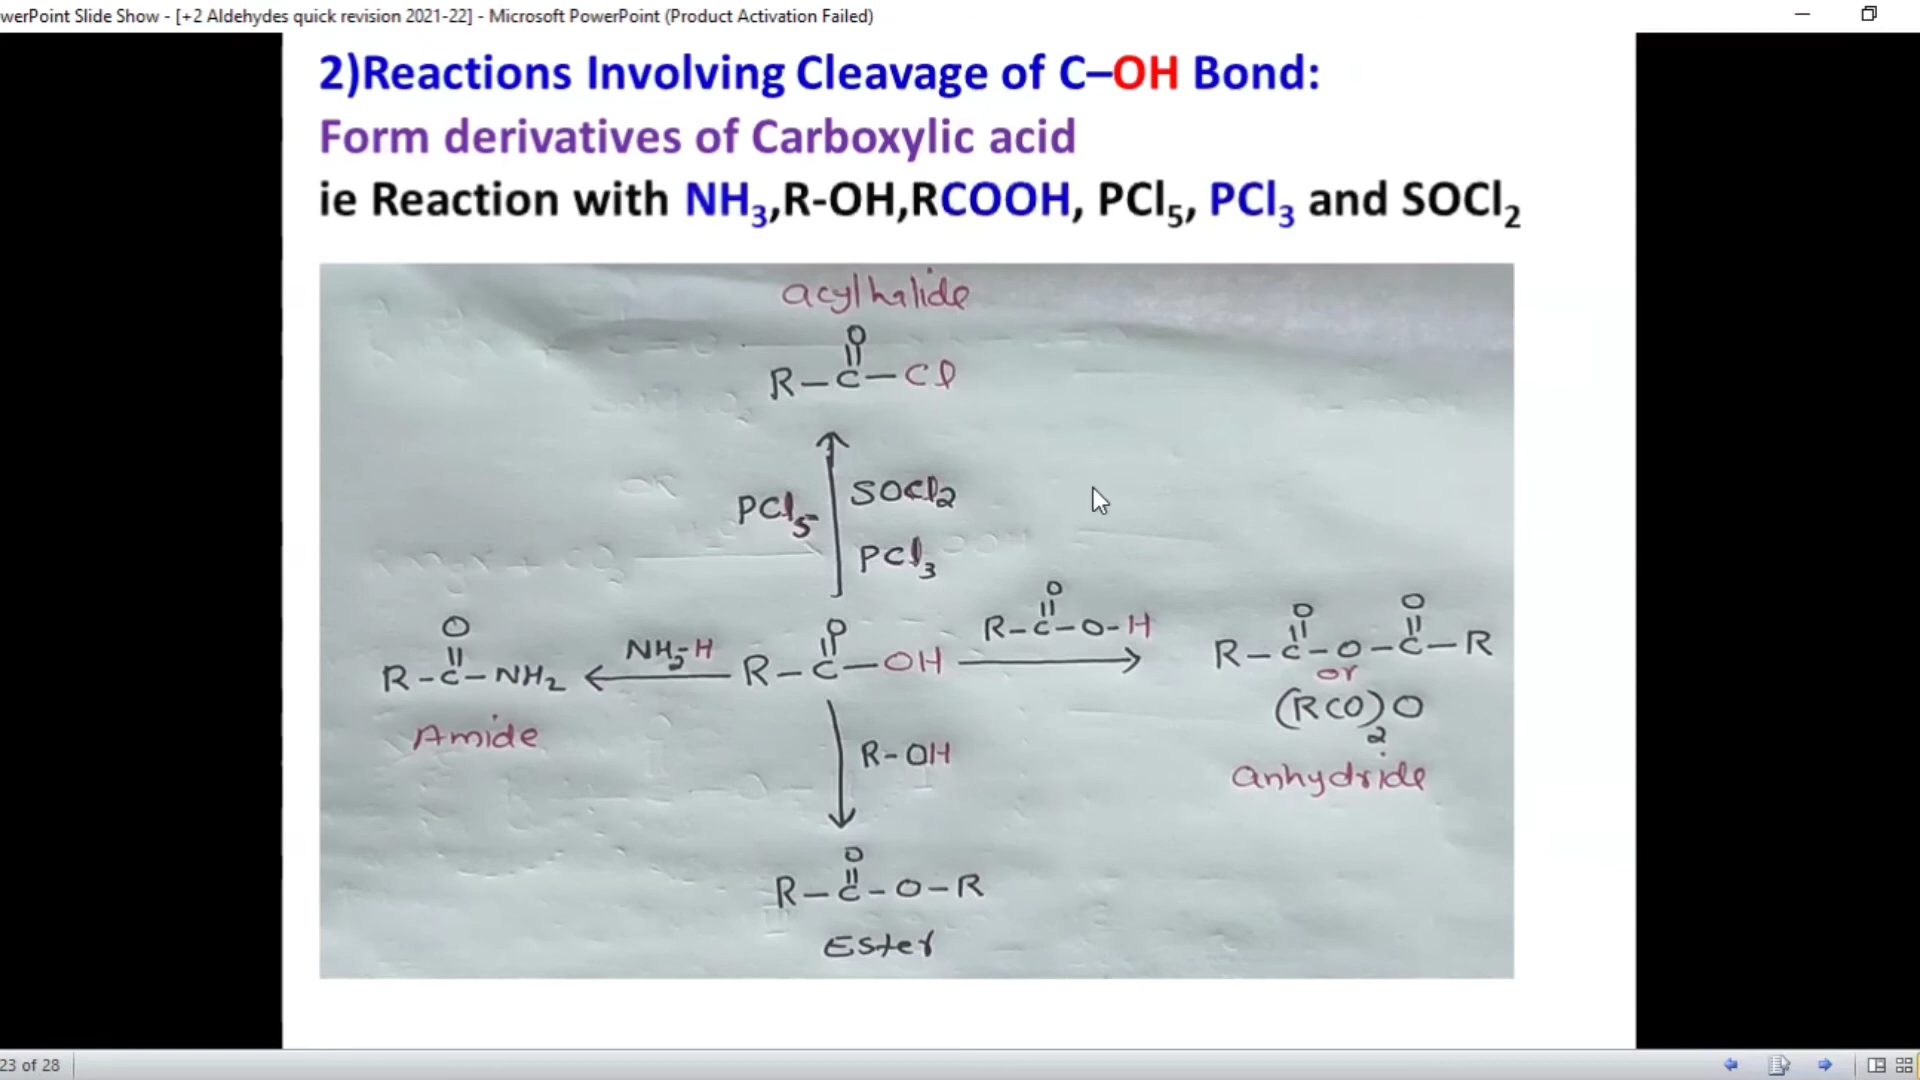 werPoint Slide Show - [+2 Aldehydes quick revision 2021-22] - Microsoft PowerPoint (Product Activation Failed)
2)Reactions Involving Cleavage of C–OH Bond:
Form derivatives of Carboxylic acid
ie Reaction with NH₃,R-OH,RCOOH, PCl₅, PCl₃ and SOCl₂
acylhalide
O
R–C–Cl
PCl₅ SOCl₂
PCl₃
O
R–C–NH₂
Amide
NH₂-H
O
R–C–OH
O
R–C–O-H
O O
R–C–O–C–R
or
(RCO)₂O
anhydride
R-OH
O
R–C–O–R
Ester
23 of 28